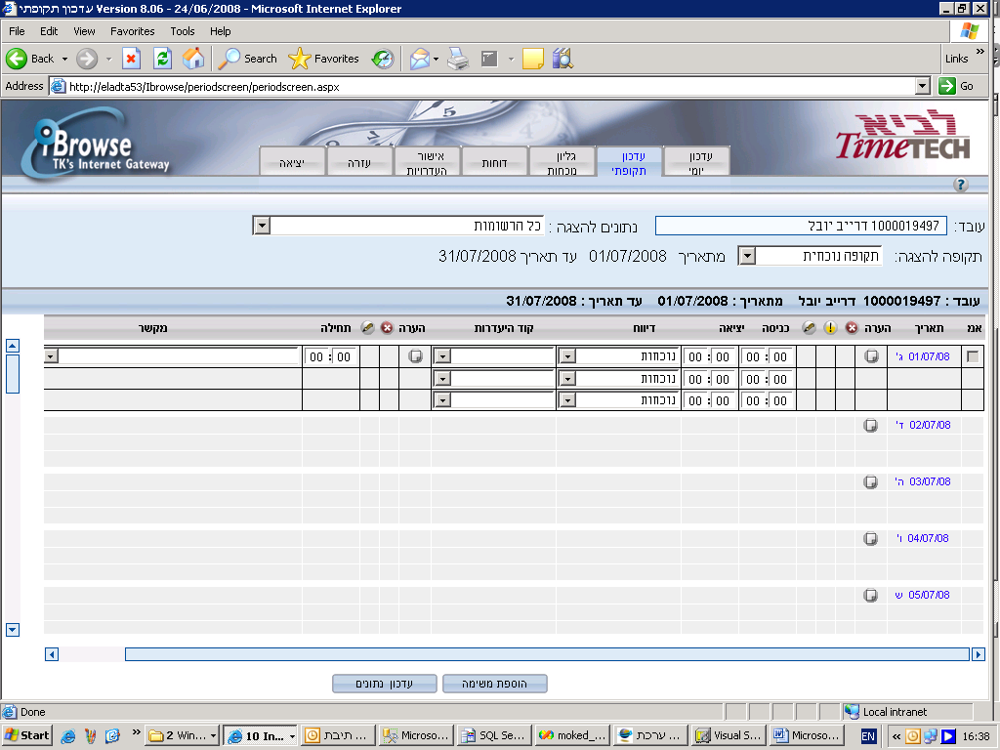 עדכון תקופתי Version 8.06 - 24/06/2008 - Microsoft Internet Explorer
File Edit View Favorites Tools Help
Back Search Favorites Links »
Address http://eladta53/Ibrowse/periodscreen/periodscreen.aspx Go
iBrowse
TK's Internet Gateway
לביא
TimeTECH
עדכון יומי
עדכון תקופתי
גליון נוכחות
דוחות
אישור העדרויות
עזרה
יציאה
?
עובד: 1000019497 דרייב יובל נתונים להצגה : כל הרשומות
תקופה להצגה: תקופה נוכחית מתאריך 01/07/2008 עד תאריך 31/07/2008
עובד : 1000019497 דרייב יובל מתאריך : 01/07/2008 עד תאריך : 31/07/2008
אמ תאריך הערה כניסה יציאה דיווח קוד היעדרות הערה תחילה מקשר
01/07/08 ג' 00 : 00 00 : 00 נוכחות 00 : 00
00 : 00 00 : 00 נוכחות
00 : 00 00 : 00 נוכחות
02/07/08 ד'
03/07/08 ה'
04/07/08 ו'
05/07/08 ש
הוספת משימה עדכון נתונים
Done Local intranet
Start » 2 Win... 10 In... תיבת ... Microso... SQL Se... moked_... ערכת ... Visual S... Microso... EN « 16:38